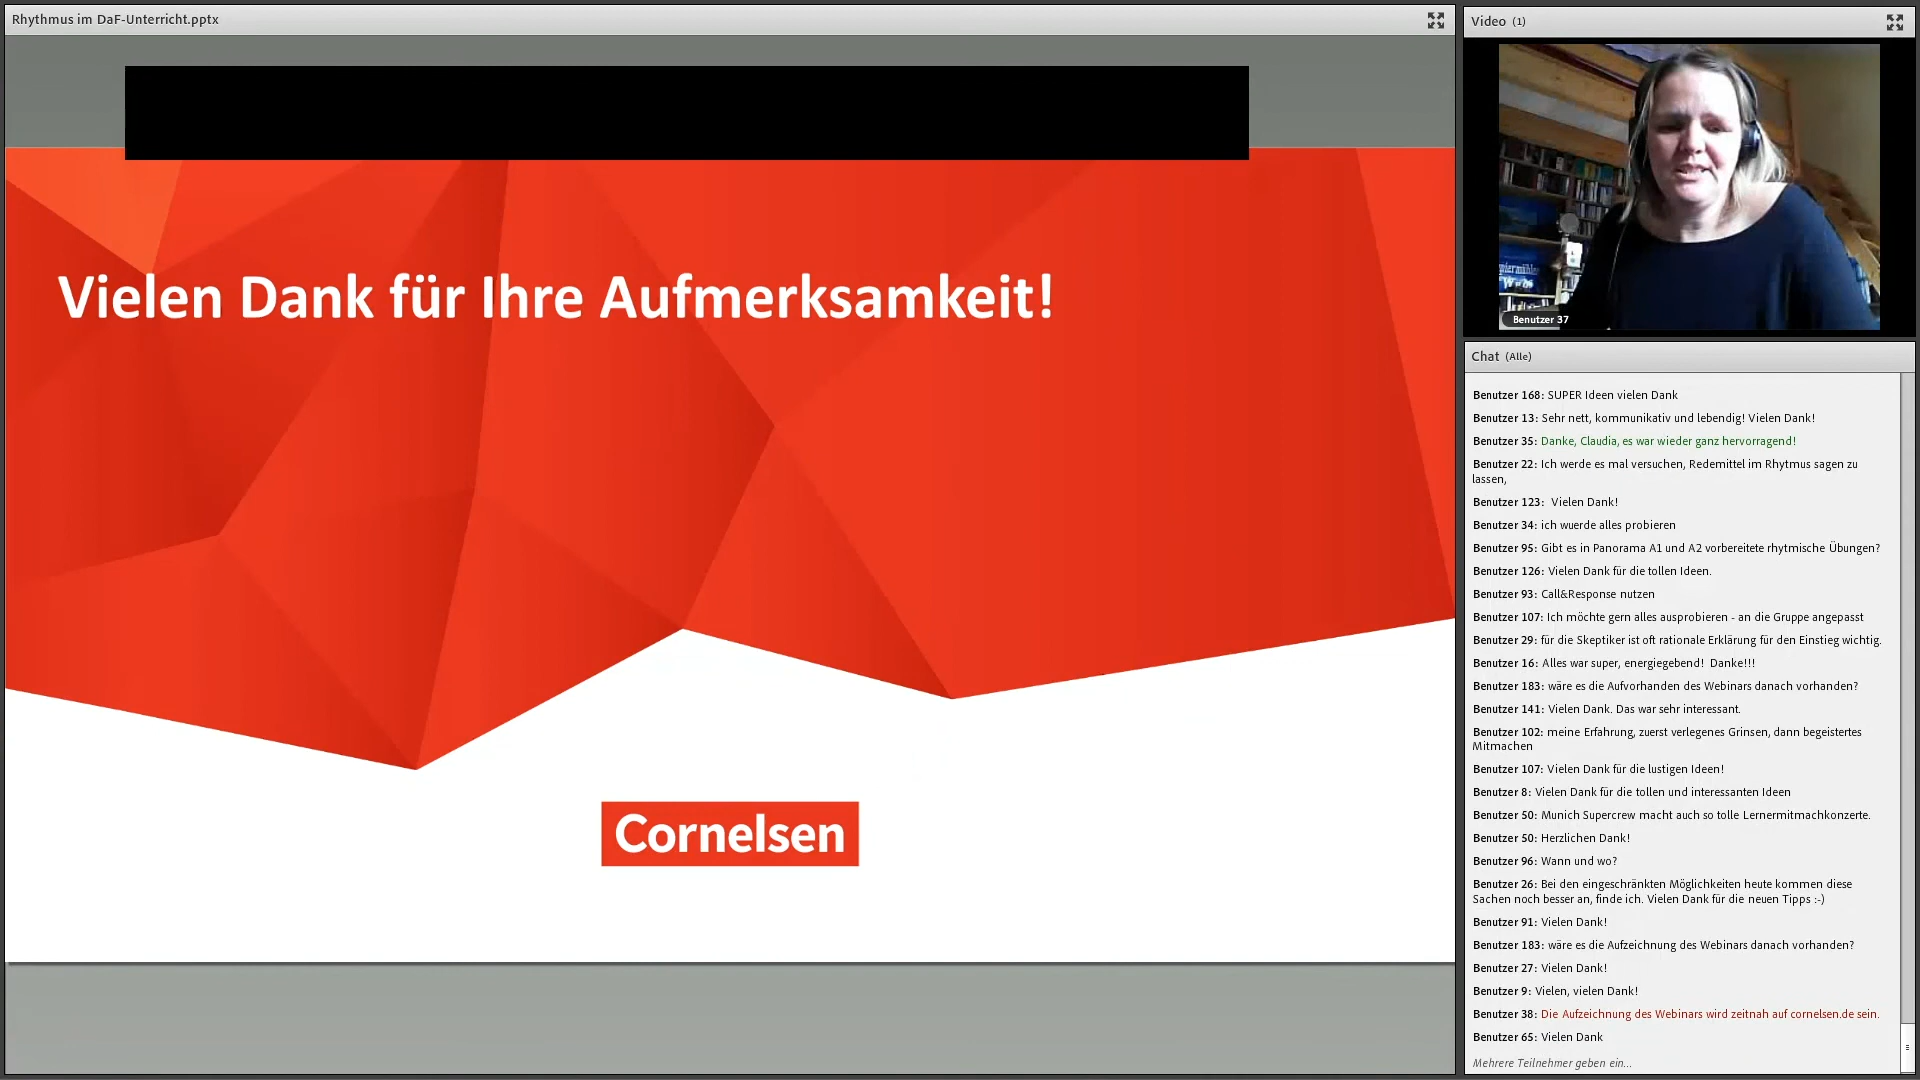 Rhythmus im DaF-Unterricht.pptx
Vielen Dank für Ihre Aufmerksamkeit!
Cornelsen
Video (1)
Benutzer 37
Chat (Alle)
Benutzer 168: SUPER Ideen vielen Dank
Benutzer 13: Sehr nett, kommunikativ und lebendig! Vielen Dank!
Benutzer 35: Danke, Claudia, es war wieder ganz hervorragend!
Benutzer 22: Ich werde es mal versuchen, Redemittel im Rhytmus sagen zu
lassen,
Benutzer 123: Vielen Dank!
Benutzer 34: ich wuerde alles probieren
Benutzer 95: Gibt es in Panorama A1 und A2 vorbereitete rhytmische Übungen?
Benutzer 126: Vielen Dank für die tollen Ideen.
Benutzer 93: Call&Response nutzen
Benutzer 107: Ich möchte gern alles ausprobieren - an die Gruppe angepasst
Benutzer 29: für die Skeptiker ist oft rationale Erklärung für den Einstieg wichtig.
Benutzer 16: Alles war super, energiegebend! Danke!!!
Benutzer 183: wäre es die Aufvorhanden des Webinars danach vorhanden?
Benutzer 141: Vielen Dank. Das war sehr interessant.
Benutzer 102: meine Erfahrung, zuerst verlegenes Grinsen, dann begeistertes
Mitmachen
Benutzer 107: Vielen Dank für die lustigen Ideen!
Benutzer 8: Vielen Dank für die tollen und interessanten Ideen
Benutzer 50: Munich Supercrew macht auch so tolle Lernermitmachkonzerte.
Benutzer 50: Herzlichen Dank!
Benutzer 96: Wann und wo?
Benutzer 26: Bei den eingeschränkten Möglichkeiten heute kommen diese
Sachen noch besser an, finde ich. Vielen Dank für die neuen Tipps :-)
Benutzer 91: Vielen Dank!
Benutzer 183: wäre es die Aufzeichnung des Webinars danach vorhanden?
Benutzer 27: Vielen Dank!
Benutzer 9: Vielen, vielen Dank!
Benutzer 38: Die Aufzeichnung des Webinars wird zeitnah auf cornelsen.de sein.
Benutzer 65: Vielen Dank
Mehrere Teilnehmer geben ein...